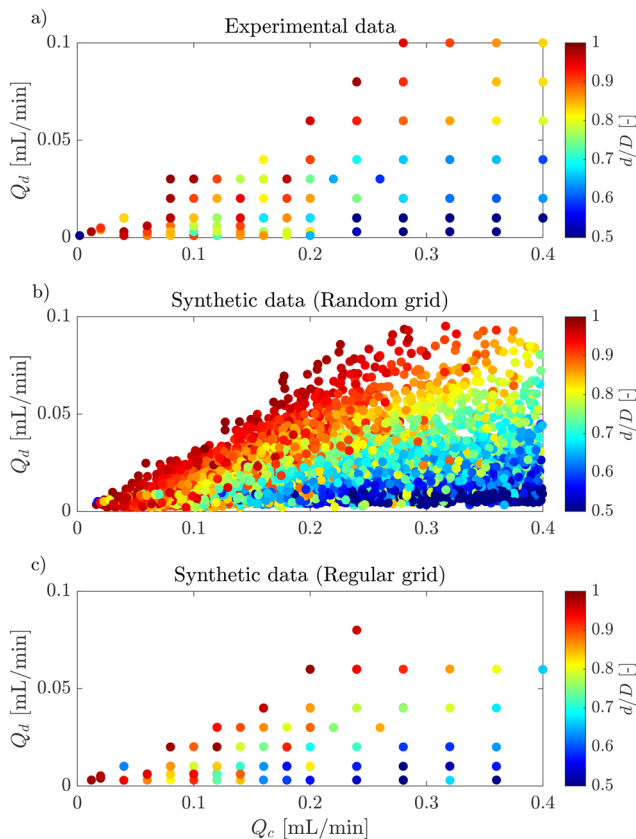 a)
Experimental data
0.1
0.05
0
Q_d [mL/min]
0 0.1 0.2 0.3 0.4
1
0.9
0.8
0.7
0.6
0.5
d/D [-]
b)
Synthetic data (Random grid)
0.1
0.05
0
Q_d [mL/min]
0 0.1 0.2 0.3 0.4
1
0.9
0.8
0.7
0.6
0.5
d/D [-]
c)
Synthetic data (Regular grid)
0.1
0.05
0
Q_d [mL/min]
0 0.1 0.2 0.3 0.4
Q_c [mL/min]
1
0.9
0.8
0.7
0.6
0.5
d/D [-]